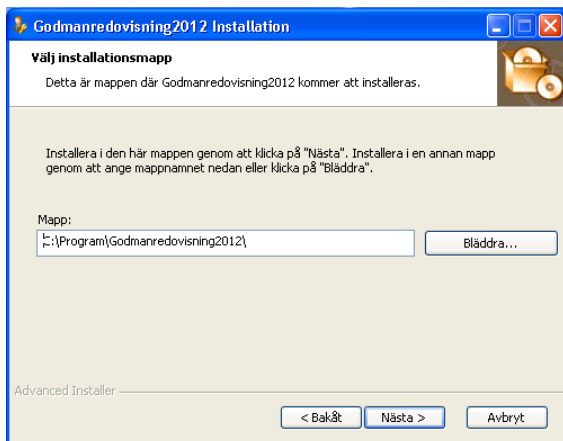 Godmanredovisning2012 Installation
Välj installationsmapp
Detta är mappen där Godmanredovisning2012 kommer att installeras.
Installera i den här mappen genom att klicka på "Nästa". Installera i en annan mapp
genom att ange mappnamnet nedan eller klicka på "Bläddra".
Mapp:
C:\Program\Godmanredovisning2012\
Bläddra...
Advanced Installer
< Bakåt
Nästa >
Avbryt